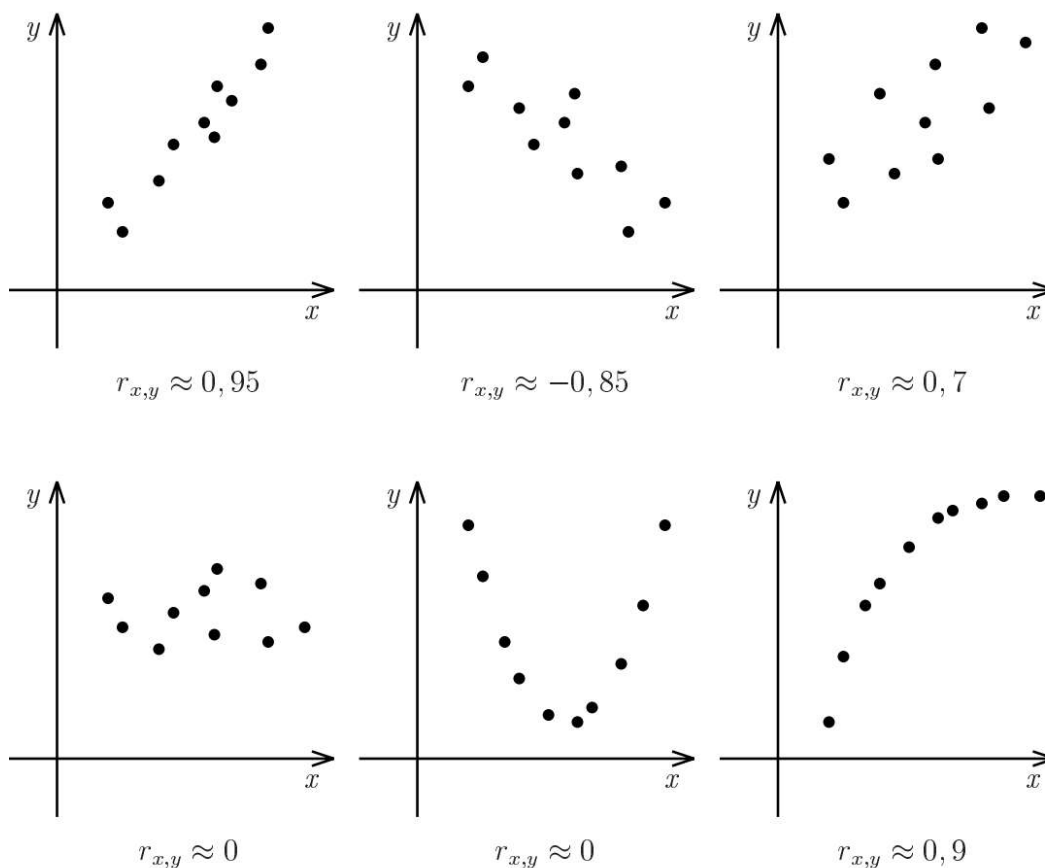 y y y
x x x
r_{x,y} ≈ 0,95 r_{x,y} ≈ −0,85 r_{x,y} ≈ 0,7
y y y
x x x
r_{x,y} ≈ 0 r_{x,y} ≈ 0 r_{x,y} ≈ 0,9